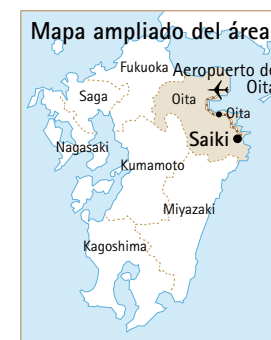 Mapa ampliado del área
Fukuoka
Aeropuerto de
Oita
Saga
Oita
Oita
Nagasaki
Saiki
Kumamoto
Miyazaki
Kagoshima